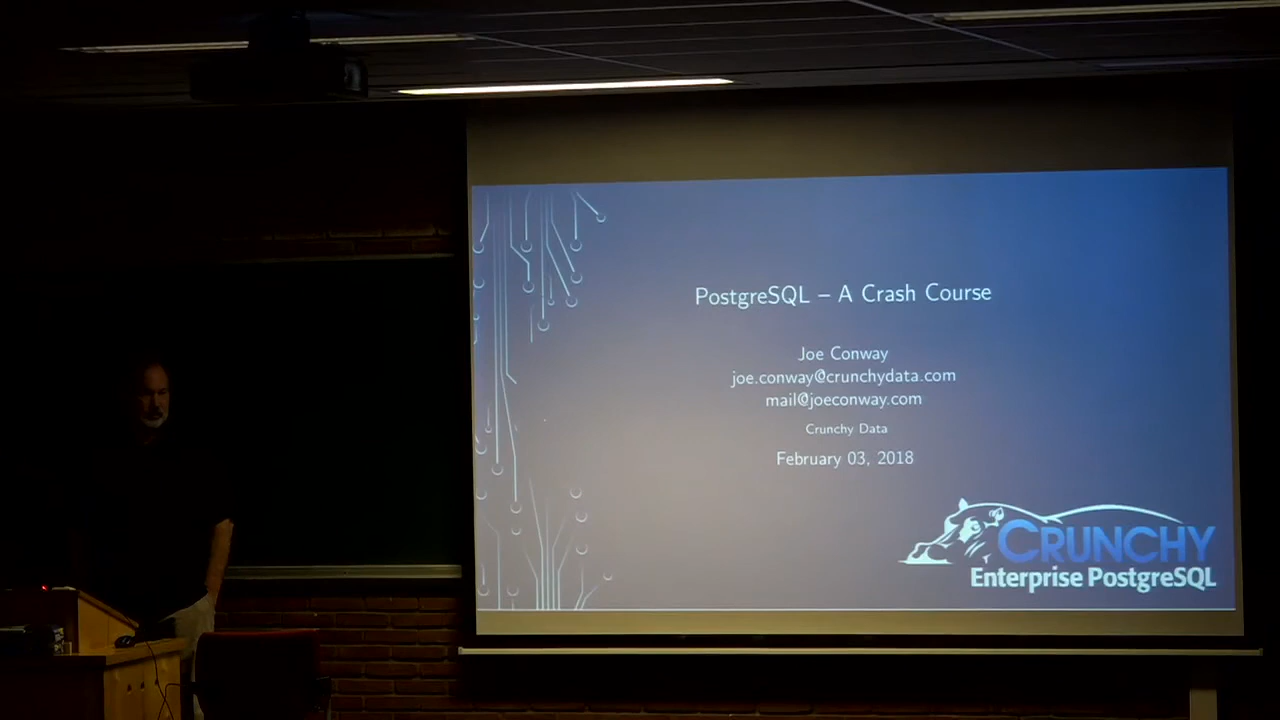 PostgreSQL – A Crash Course
Joe Conway
joe.conway@crunchydata.com
mail@joeconway.com
Crunchy Data
February 03, 2018
CRUNCHY
Enterprise PostgreSQL